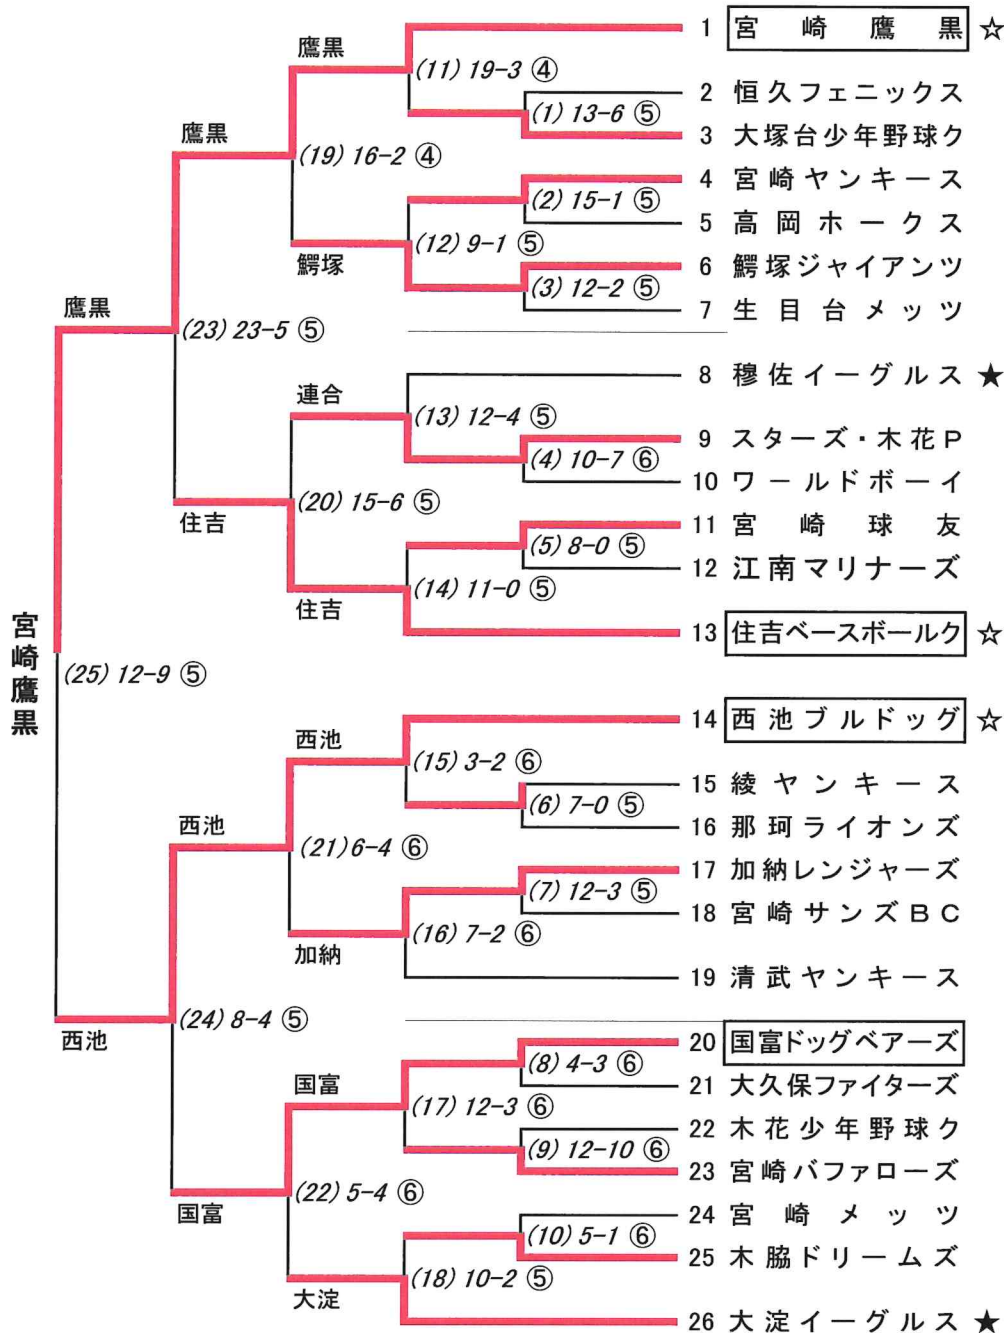 1 宮崎鷹黒 ☆
鷹黒
(11) 19-3 ④
2 恒久フェニックス
(1) 13-6 ⑤
3 大塚台少年野球ク
鷹黒
(19) 16-2 ④
4 宮崎ヤンキース
(2) 15-1 ⑤
5 高岡ホークス
(12) 9-1 ⑤
鰐塚
6 鰐塚ジャイアンツ
(3) 12-2 ⑤
7 生目台メッツ
鷹黒
(23) 23-5 ⑤
8 穆佐イーグルス ★
連合
(13) 12-4 ⑤
9 スターズ・木花P
(4) 10-7 ⑥
10 ワールドボーイ
(20) 15-6 ⑤
住吉
11 宮崎球友
(5) 8-0 ⑤
12 江南マリナーズ
(14) 11-0 ⑤
住吉
13 住吉ベースボールク ☆
宮崎鷹黒
(25) 12-9 ⑤
14 西池ブルドッグ ☆
西池
(15) 3-2 ⑥
15 綾ヤンキース
(6) 7-0 ⑤
16 那珂ライオンズ
西池
(21) 6-4 ⑥
17 加納レンジャーズ
(7) 12-3 ⑤
18 宮崎サンズBC
(16) 7-2 ⑥
加納
19 清武ヤンキース
(24) 8-4 ⑤
西池
20 国富ドッグベアーズ
(8) 4-3 ⑥
21 大久保ファイターズ
国富
(17) 12-3 ⑥
22 木花少年野球ク
(9) 12-10 ⑥
23 宮崎バファローズ
(22) 5-4 ⑥
国富
24 宮崎メッツ
(10) 5-1 ⑥
25 木脇ドリームズ
(18) 10-2 ⑤
大淀
26 大淀イーグルス ★